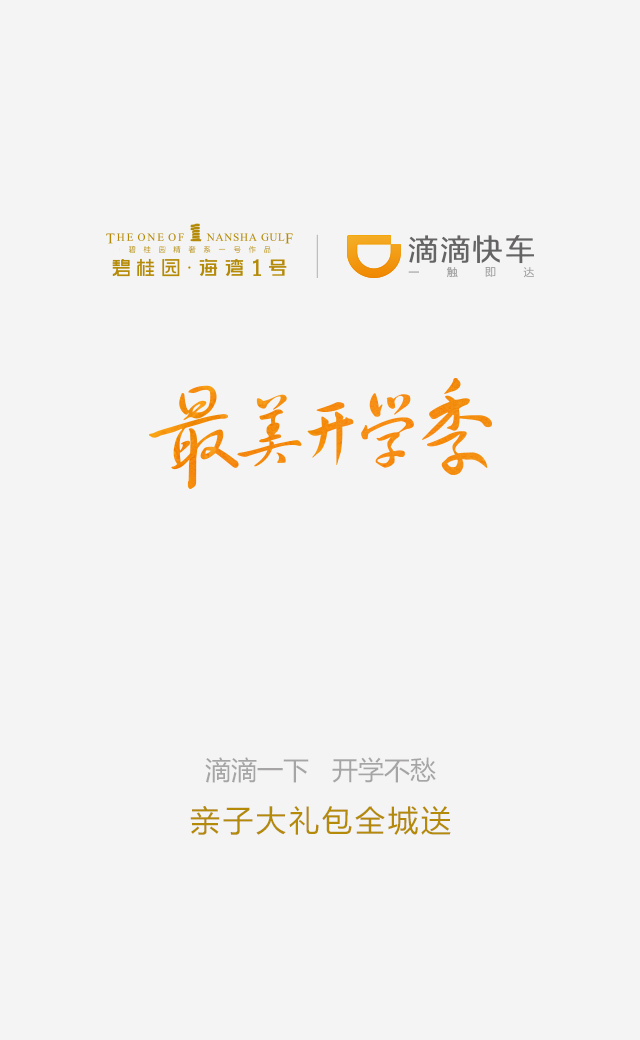 THE ONE OF NANSHA GULF
碧桂园精奢系一号作品
碧桂园·海湾1号
滴滴快车
一触即达
最美开学季
滴滴一下 开学不愁
亲子大礼包全城送